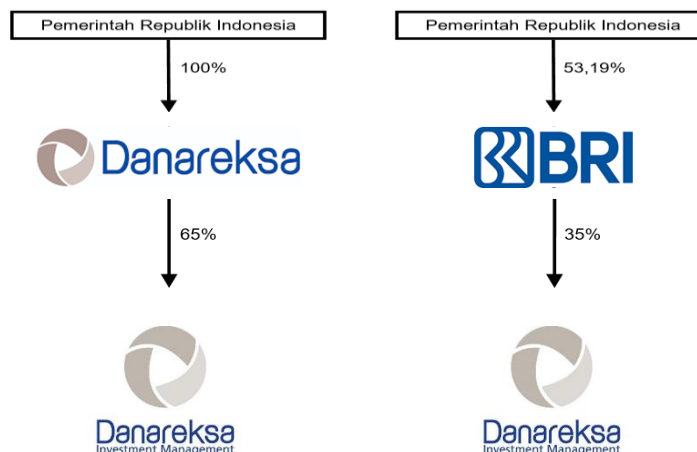 Pemerintah Republik Indonesia
100%
Danareksa
65%
Danareksa
Investment Management
Pemerintah Republik Indonesia
53,19%
BRI
35%
Danareksa
Investment Management